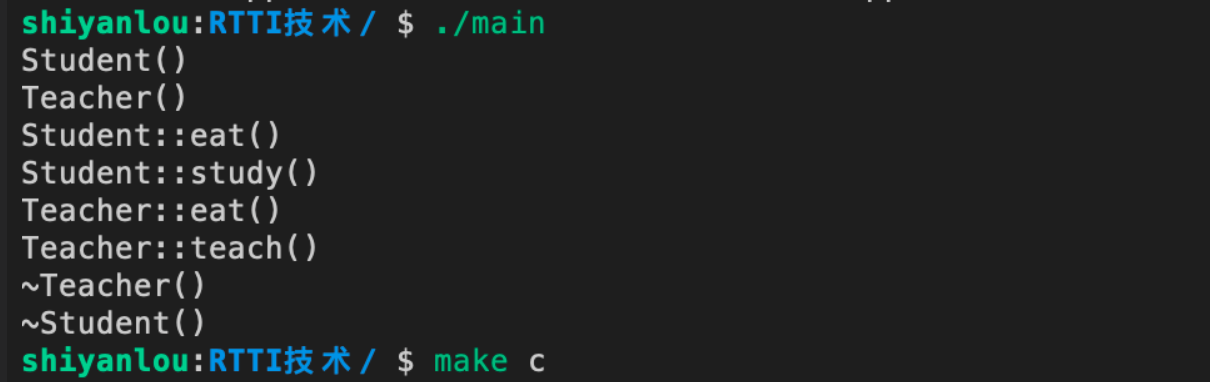 shiyanlou:RTTI技术/ $ ./main
Student()
Teacher()
Student::eat()
Student::study()
Teacher::eat()
Teacher::teach()
~Teacher()
~Student()
shiyanlou:RTTI技术/ $ make c